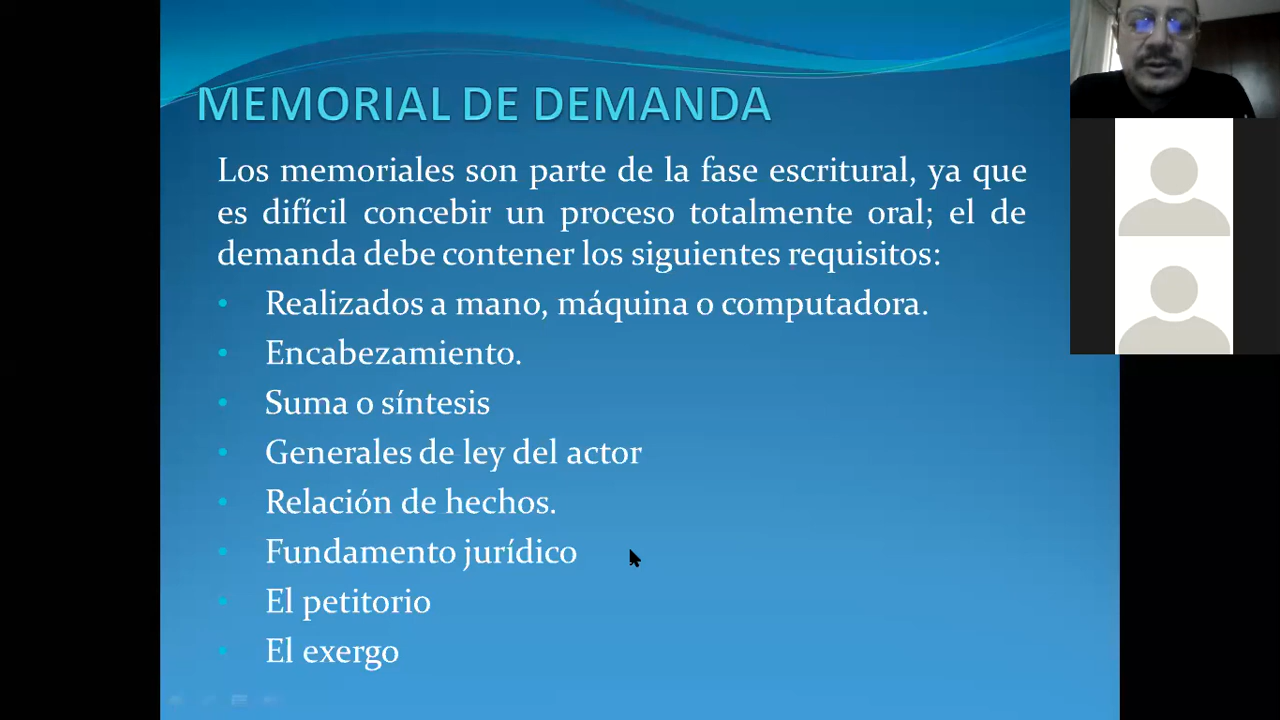 MEMORIAL DE DEMANDA
Los memoriales son parte de la fase escritural, ya que
es difícil concebir un proceso totalmente oral; el de
demanda debe contener los siguientes requisitos:
• Realizados a mano, máquina o computadora.
• Encabezamiento.
• Suma o síntesis
• Generales de ley del actor
• Relación de hechos.
• Fundamento jurídico
• El petitorio
• El exergo